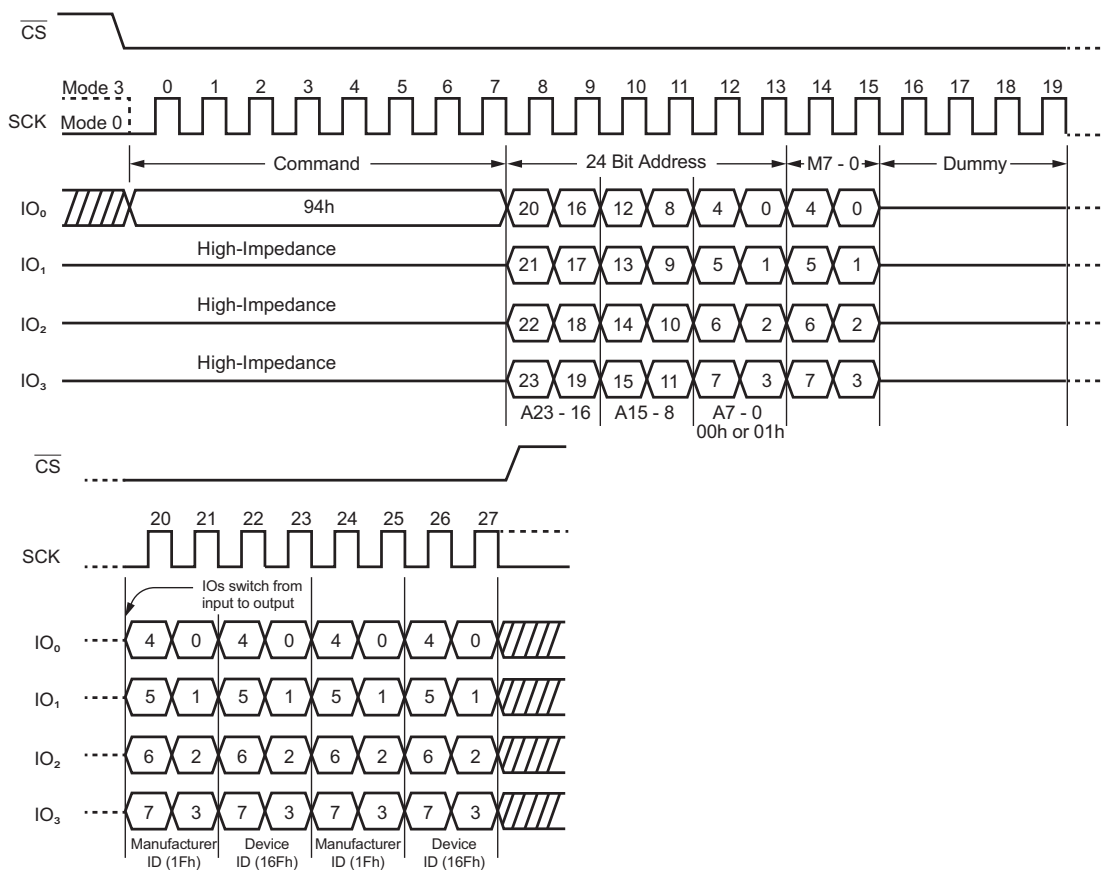 CS
Mode 3 0 1 2 3 4 5 6 7 8 9 10 11 12 13 14 15 16 17 18 19
SCK Mode 0
Command 24 Bit Address M7 - 0 Dummy
IO₀ 94h 20 16 12 8 4 0 4 0
High-Impedance
IO₁ 21 17 13 9 5 1 5 1
High-Impedance
IO₂ 22 18 14 10 6 2 6 2
High-Impedance
IO₃ 23 19 15 11 7 3 7 3
A23 - 16 A15 - 8 A7 - 0
00h or 01h
CS
20 21 22 23 24 25 26 27
SCK
IOs switch from
input to output
IO₀ 4 0 4 0 4 0 4 0
IO₁ 5 1 5 1 5 1 5 1
IO₂ 6 2 6 2 6 2 6 2
IO₃ 7 3 7 3 7 3 7 3
Manufacturer Device Manufacturer Device
ID (1Fh) ID (16Fh) ID (1Fh) ID (16Fh)